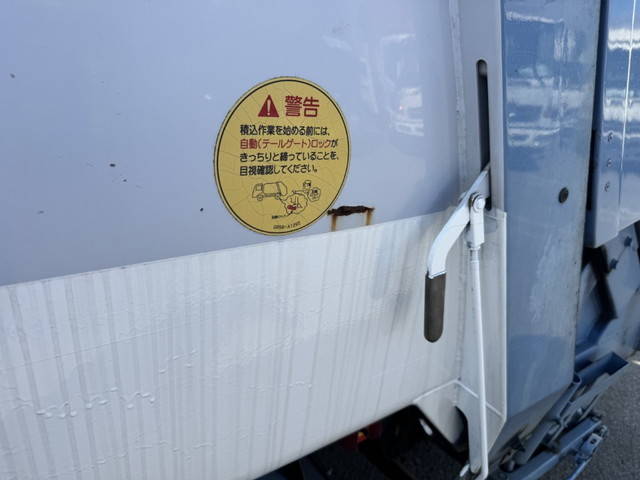 警告
積込作業を始める前には、
自動(テールゲート)ロックが
きっちりと締っていることを、
目視確認してください。